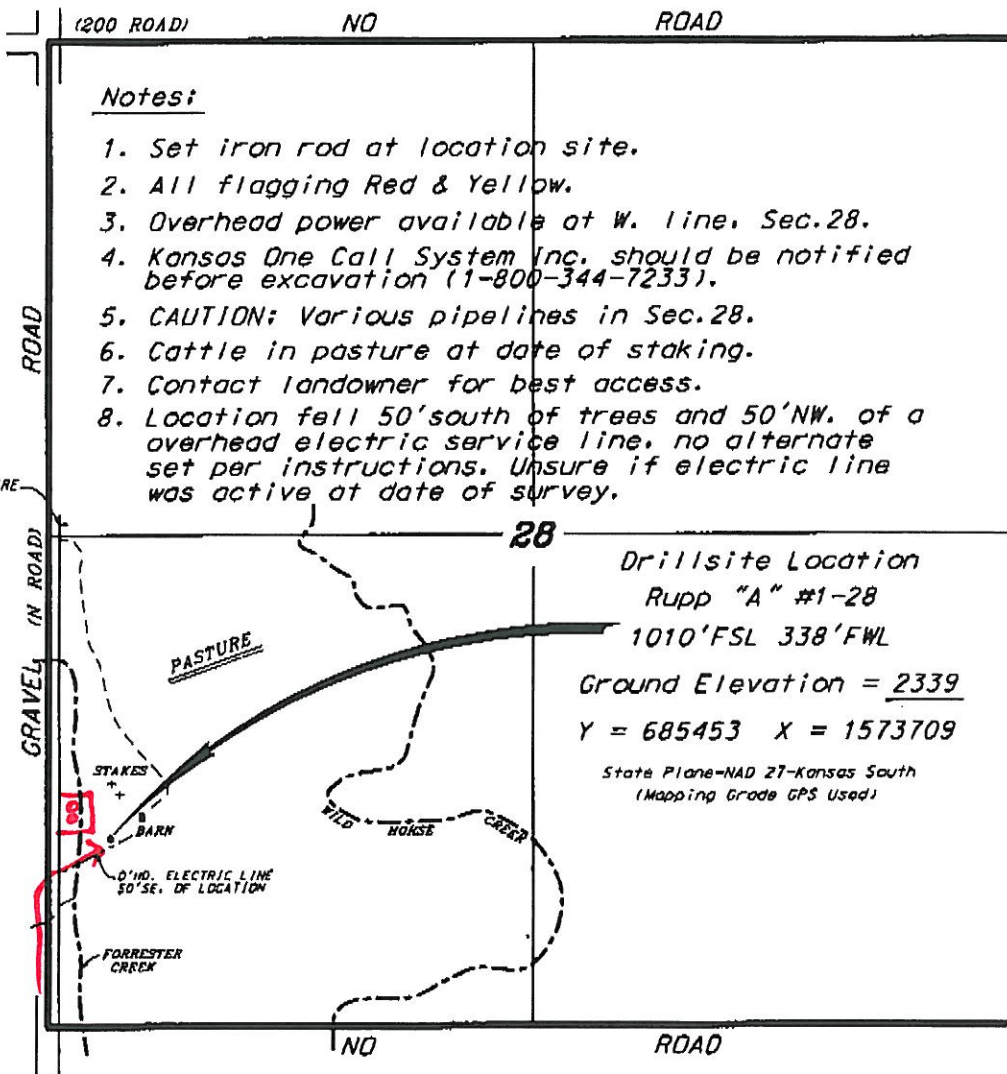 (200 ROAD) NO ROAD
Notes:
1. Set iron rod at location site.
2. All flagging Red & Yellow.
3. Overhead power available at W. line, Sec.28.
4. Kansas One Call System Inc. should be notified
before excavation (1-800-344-7233).
5. CAUTION: Various pipelines in Sec.28.
6. Cattle in pasture at date of staking.
7. Contact landowner for best access.
8. Location fell 50'south of trees and 50'NW. of a
overhead electric service line, no alternate
set per instructions. Unsure if electric line
was active at date of survey.
ROAD
28
Drillsite Location
Rupp "A" #1-28
1010'FSL 338'FWL
Ground Elevation = 2339
Y = 685453 X = 1573709
State Plane-NAD 27-Kansas South
(Mapping Grade GPS Used)
GRAVEL (N ROAD)
PASTURE
STAKES
BARN
O'HD. ELECTRIC LINE
50'SE. OF LOCATION
WILD HORSE CREEK
FORRESTER
CREEK
NO ROAD